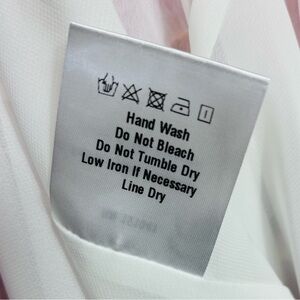 Hand Wash
Do Not Bleach
Do Not Tumble Dry
Low Iron If Necessary
Line Dry